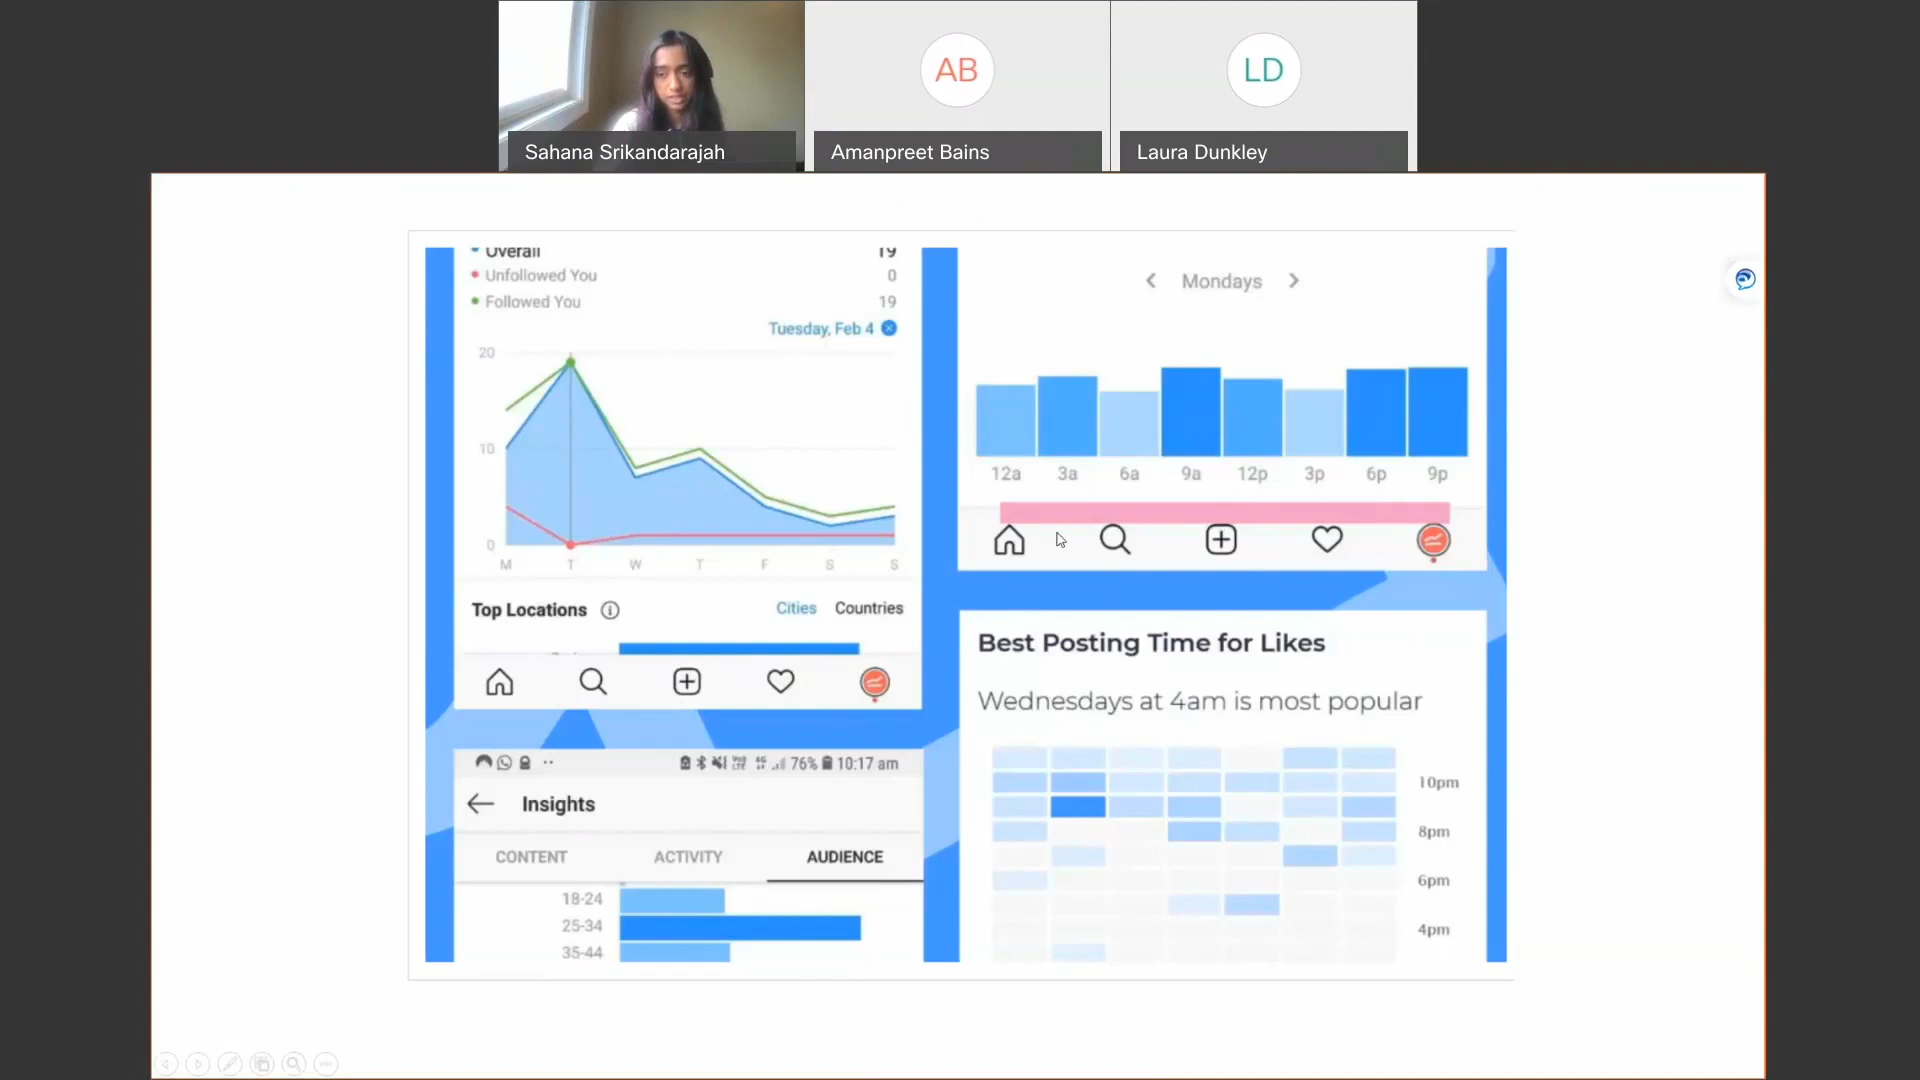 AB
LD
Sahana Srikandarajah
Amanpreet Bains
Laura Dunkley
Overall 19
Unfollowed You 0
Followed You 19
Tuesday, Feb 4
20
10
0
M T W T F S S
Top Locations Cities Countries
Mondays
12a 3a 6a 9a 12p 3p 6p 9p
Best Posting Time for Likes
Wednesdays at 4am is most popular
10pm
8pm
6pm
4pm
76% 10:17 am
Insights
CONTENT ACTIVITY AUDIENCE
18-24
25-34
35-44